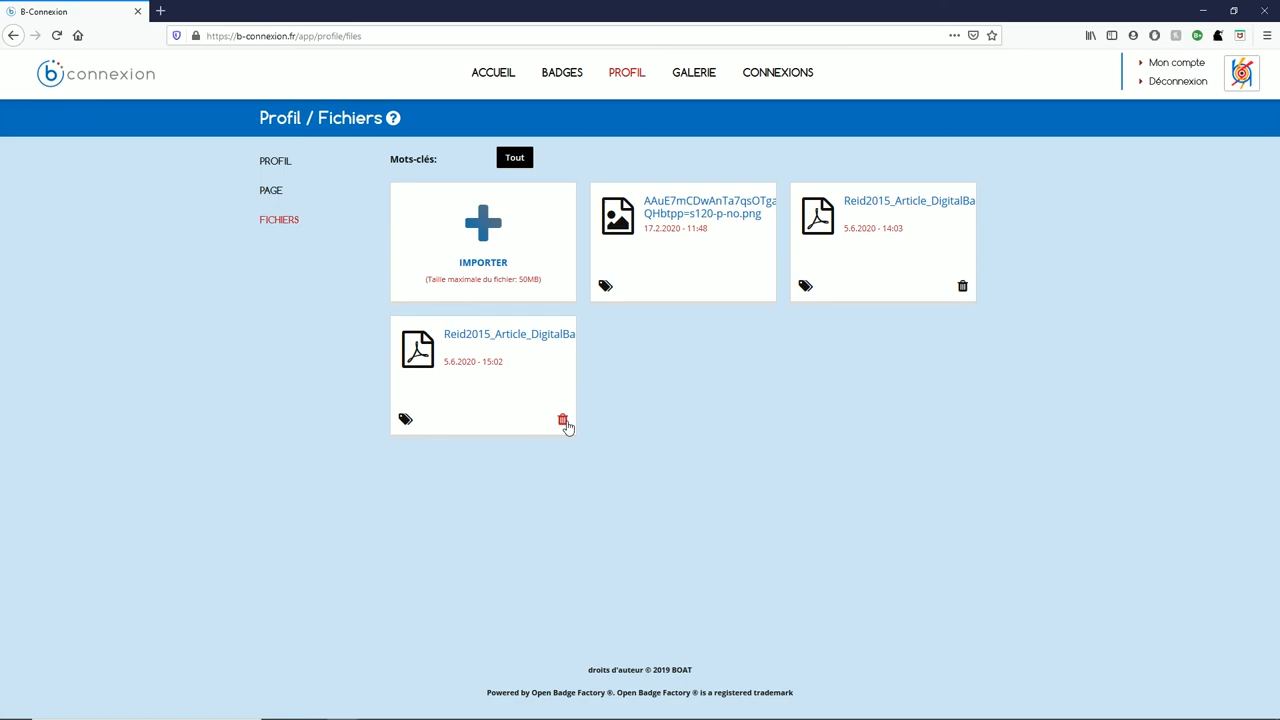 B-Connexion
https://b-connexion.fr/app/profile/files
b connexion
ACCUEIL BADGES PROFIL GALERIE CONNEXIONS
Mon compte
Déconnexion
Profil / Fichiers ?
PROFIL
PAGE
FICHIERS
Mots-clés: Tout
IMPORTER
(Taille maximale du fichier: 50MB)
AAuE7mCDwAnTa7qsOTga
QHbtpp=s120-p-no.png
17.2.2020 - 11:48
Reid2015_Article_DigitalBa
5.6.2020 - 14:03
Reid2015_Article_DigitalBa
5.6.2020 - 15:02
droits d'auteur © 2019 BOAT
Powered by Open Badge Factory ®. Open Badge Factory ® is a registered trademark